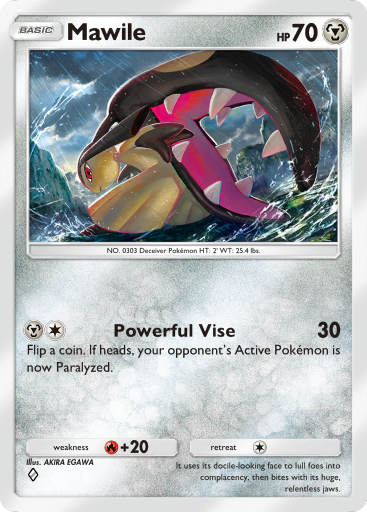 BASIC Mawile HP 70
NO. 0303 Deceiver Pokémon HT: 2' WT: 25.4 lbs.
Powerful Vise 30
Flip a coin. If heads, your opponent's Active Pokémon is
now Paralyzed.
weakness +20 retreat
Illus. AKIRA EGAWA
It uses its docile-looking face to lull foes into
complacency, then bites with its huge,
relentless jaws.